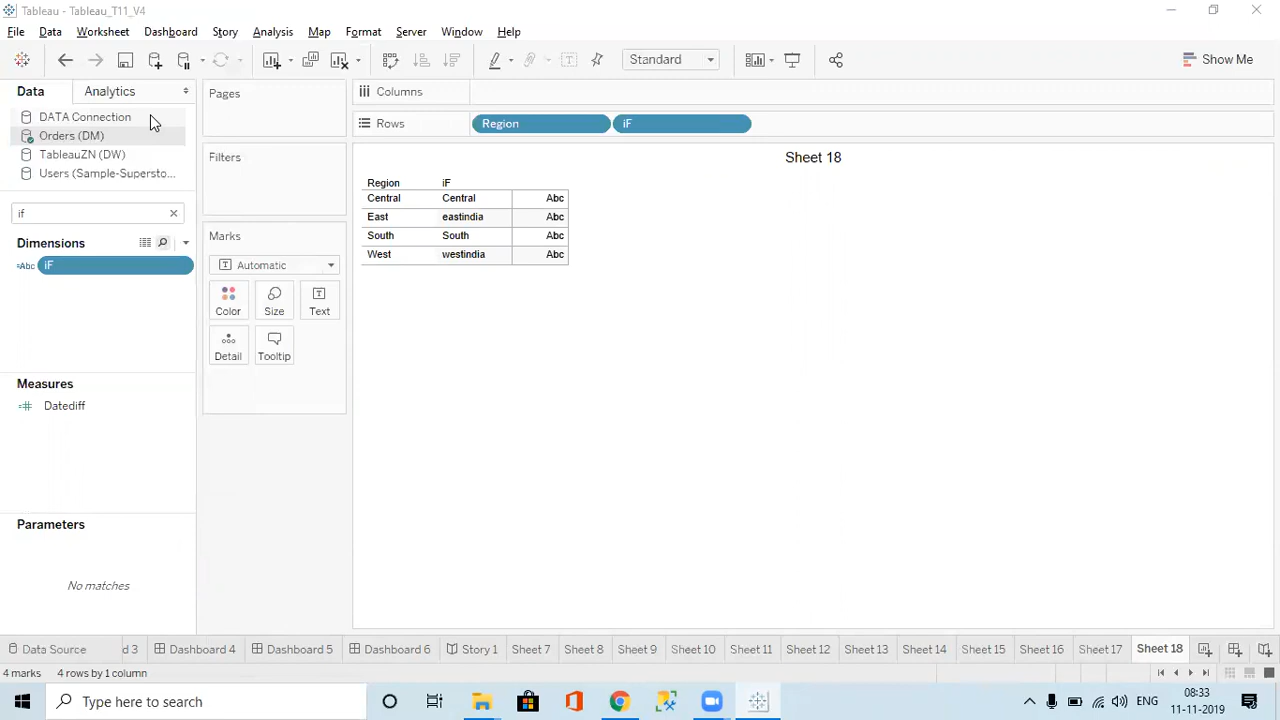 Tableau - Tableau_T11_V4
File Data Worksheet Dashboard Story Analysis Map Format Server Window Help
Standard
Show Me
Data Analytics
DATA Connection
Orders (DM)
TableauZN (DW)
Users (Sample-Supersto...
if
Dimensions
Abc iF
Measures
Datediff
Parameters
No matches
Pages
Filters
Marks
Automatic
Color Size Text
Detail Tooltip
Columns
Rows Region iF
Sheet 18
Region iF
Central Central Abc
East eastindia Abc
South South Abc
West westindia Abc
Data Source d 3 Dashboard 4 Dashboard 5 Dashboard 6 Story 1 Sheet 7 Sheet 8 Sheet 9 Sheet 10 Sheet 11 Sheet 12 Sheet 13 Sheet 14 Sheet 15 Sheet 16 Sheet 17 Sheet 18
4 marks 4 rows by 1 column
Type here to search
ENG
08:33
11-11-2019